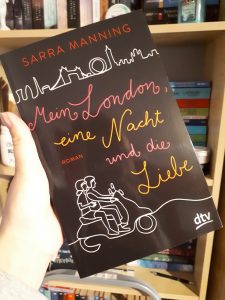 SARRA MANNING
Mein London,
eine Nacht
ROMAN
und die
Liebe
dtv